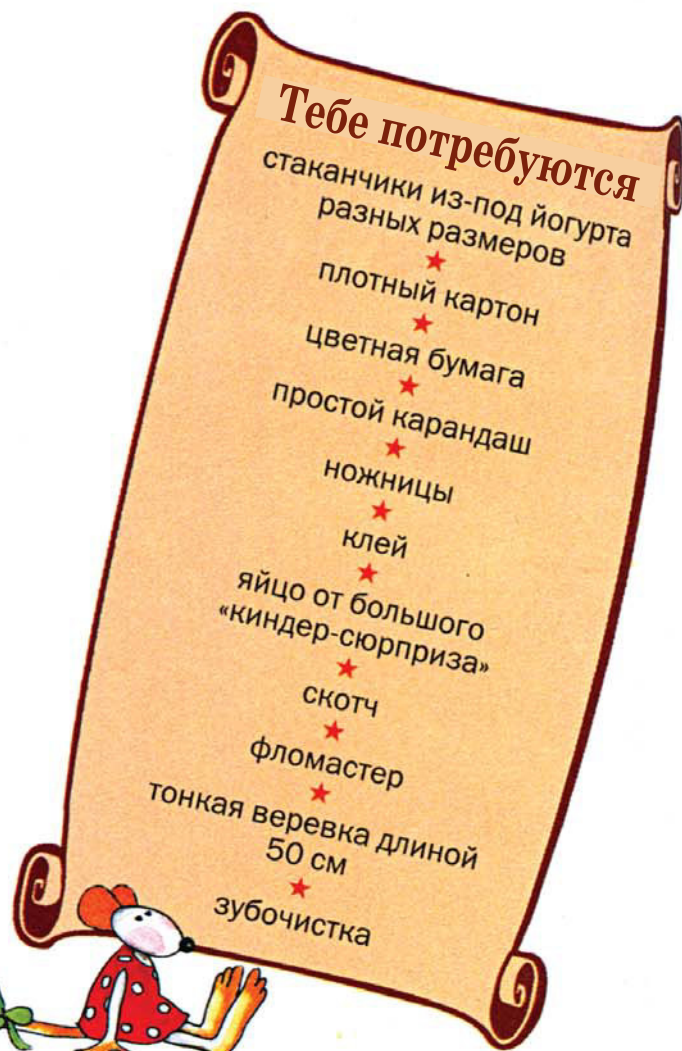 Тебе потребуются
стаканчики из-под йогурта
разных размеров
плотный картон
цветная бумага
простой карандаш
ножницы
клей
яйцо от большого
«киндер-сюрприза»
скотч
фломастер
тонкая веревка длиной
50 см
зубочистка